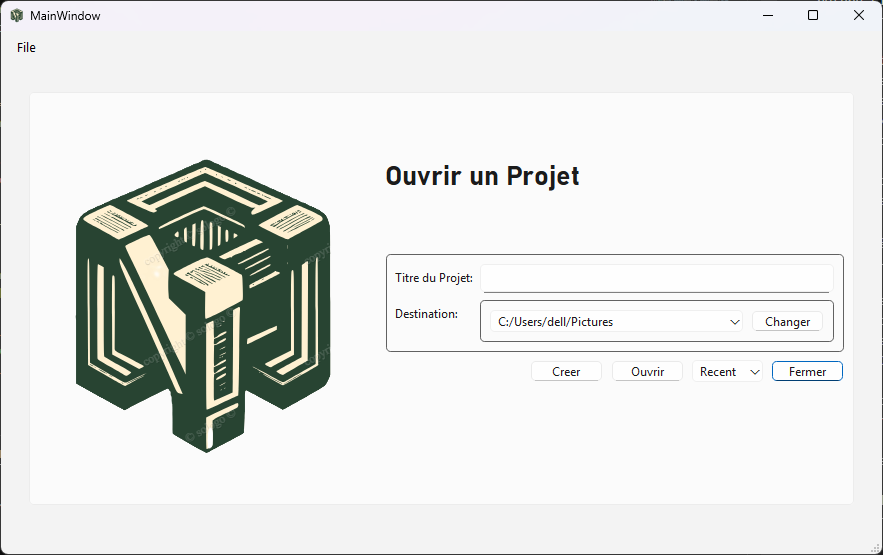 MainWindow
File
Ouvrir un Projet
Titre du Projet:
Destination:
C:/Users/dell/Pictures
Changer
Creer
Ouvrir
Recent
Fermer